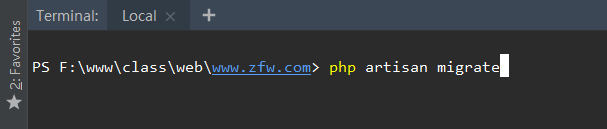 Terminal: Local ×  +
PS F:\www\class\web\www.zfw.com> php artisan migrate
2: Favorites